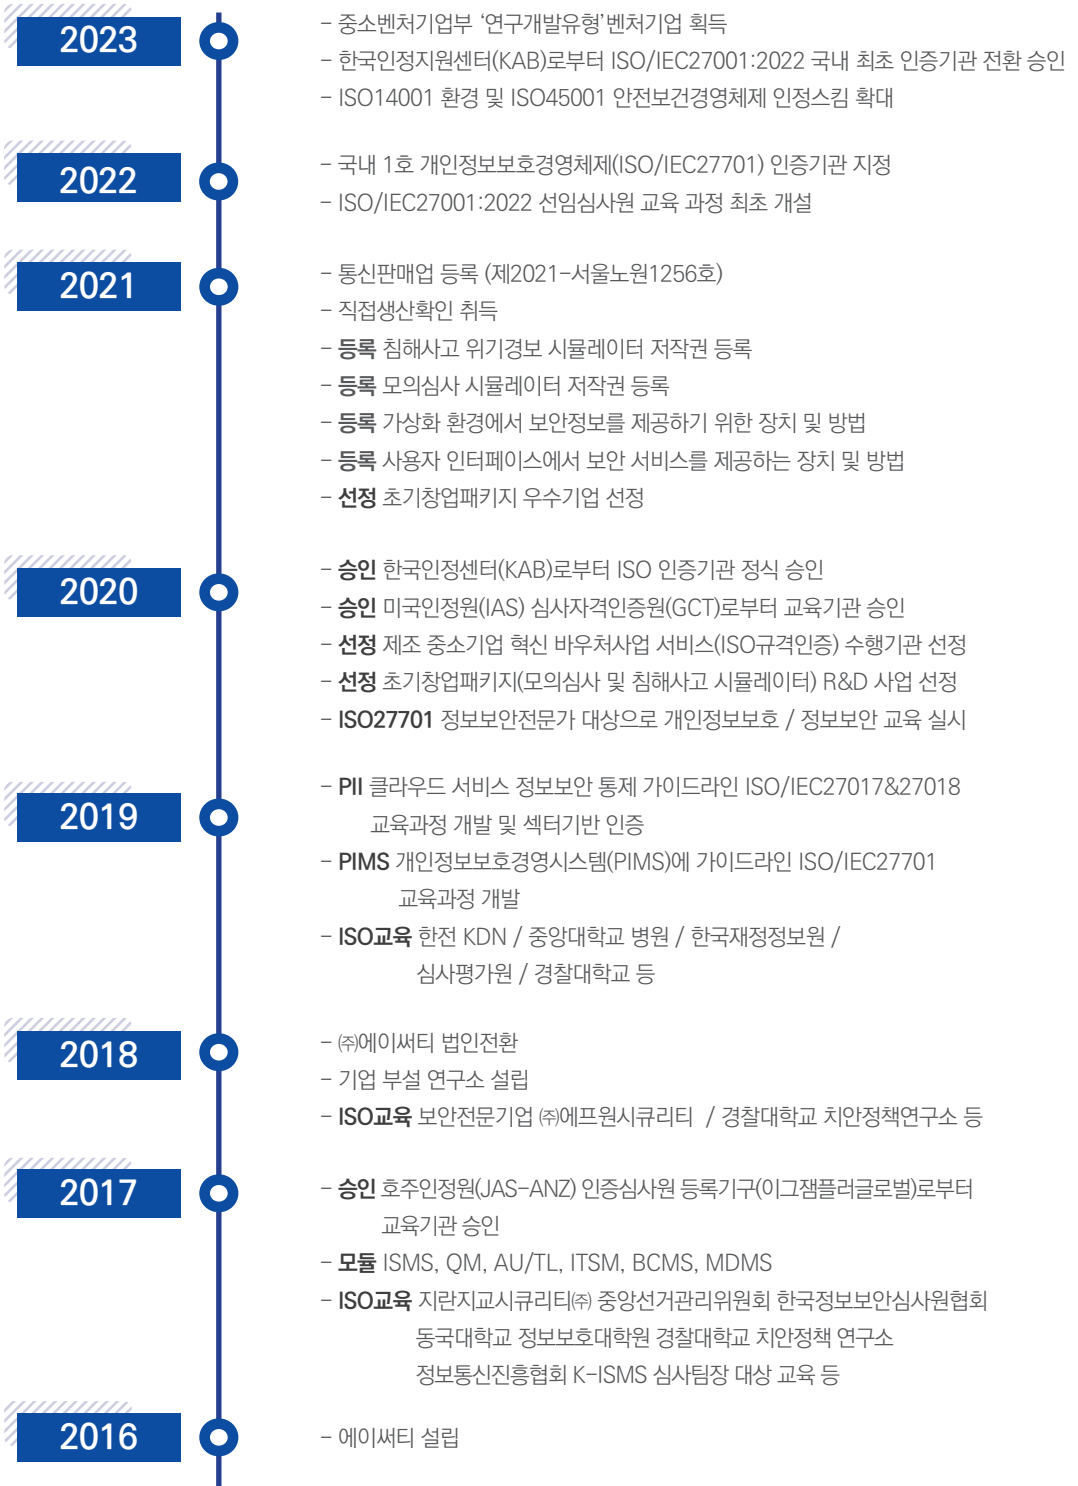 2023
- 중소벤처기업부 ‘연구개발유형’벤처기업 획득
- 한국인정지원센터(KAB)로부터 ISO/IEC27001:2022 국내 최초 인증기관 전환 승인
- ISO14001 환경 및 ISO45001 안전보건경영체제 인정스킴 확대
2022
- 국내 1호 개인정보보호경영체제(ISO/IEC27701) 인증기관 지정
- ISO/IEC27001:2022 선임심사원 교육 과정 최초 개설
2021
- 통신판매업 등록 (제2021-서울노원1256호)
- 직접생산확인 취득
- 등록 침해사고 위기경보 시뮬레이터 저작권 등록
- 등록 모의심사 시뮬레이터 저작권 등록
- 등록 가상화 환경에서 보안정보를 제공하기 위한 장치 및 방법
- 등록 사용자 인터페이스에서 보안 서비스를 제공하는 장치 및 방법
- 선정 초기창업패키지 우수기업 선정
2020
- 승인 한국인정센터(KAB)로부터 ISO 인증기관 정식 승인
- 승인 미국인정원(IAS) 심사자격인증원(GCT)로부터 교육기관 승인
- 선정 제조 중소기업 혁신 바우처사업 서비스(ISO규격인증) 수행기관 선정
- 선정 초기창업패키지(모의심사 및 침해사고 시뮬레이터) R&D 사업 선정
- ISO27701 정보보안전문가 대상으로 개인정보보호 / 정보보안 교육 실시
2019
- PII 클라우드 서비스 정보보안 통제 가이드라인 ISO/IEC27017&27018
교육과정 개발 및 섹터기반 인증
- PIMS 개인정보보호경영시스템(PIMS)에 가이드라인 ISO/IEC27701
교육과정 개발
- ISO교육 한전 KDN / 중앙대학교 병원 / 한국재정정보원 /
심사평가원 / 경찰대학교 등
2018
- ㈜에이써티 법인전환
- 기업 부설 연구소 설립
- ISO교육 보안전문기업 ㈜에프원시큐리티 / 경찰대학교 치안정책연구소 등
2017
- 승인 호주인정원(JAS-ANZ) 인증심사원 등록기구(이그잼플러글로벌)로부터
교육기관 승인
- 모듈 ISMS, QM, AU/TL, ITSM, BCMS, MDMS
- ISO교육 지란지교시큐리티㈜ 중앙선거관리위원회 한국정보보안심사원협회
동국대학교 정보보호대학원 경찰대학교 치안정책 연구소
정보통신진흥협회 K-ISMS 심사팀장 대상 교육 등
2016
- 에이써티 설립